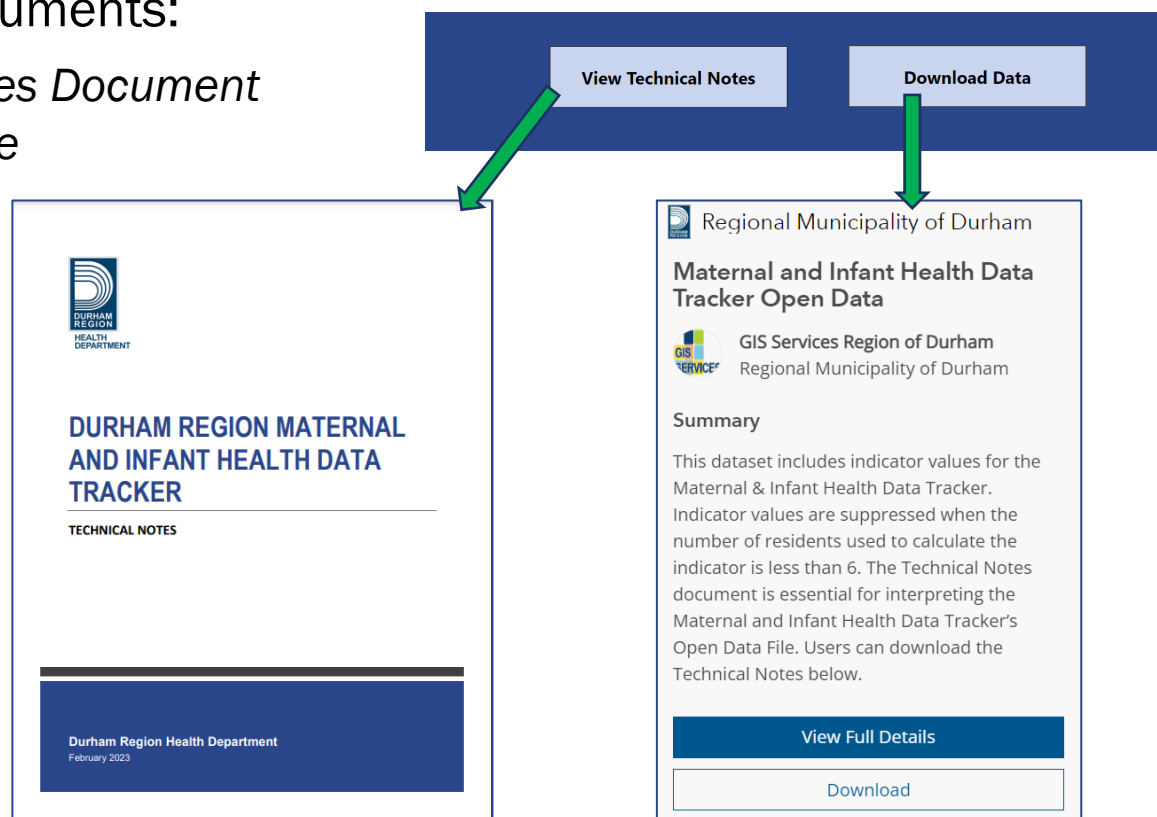 uments:
es Document
e
View Technical Notes
Download Data
DURHAM
REGION
HEALTH
DEPARTMENT
DURHAM REGION MATERNAL
AND INFANT HEALTH DATA
TRACKER
TECHNICAL NOTES
Durham Region Health Department
February 2023
Regional Municipality of Durham
Maternal and Infant Health Data
Tracker Open Data
GIS
SERVICES
GIS Services Region of Durham
Regional Municipality of Durham
Summary
This dataset includes indicator values for the
Maternal & Infant Health Data Tracker.
Indicator values are suppressed when the
number of residents used to calculate the
indicator is less than 6. The Technical Notes
document is essential for interpreting the
Maternal and Infant Health Data Tracker’s
Open Data File. Users can download the
Technical Notes below.
View Full Details
Download